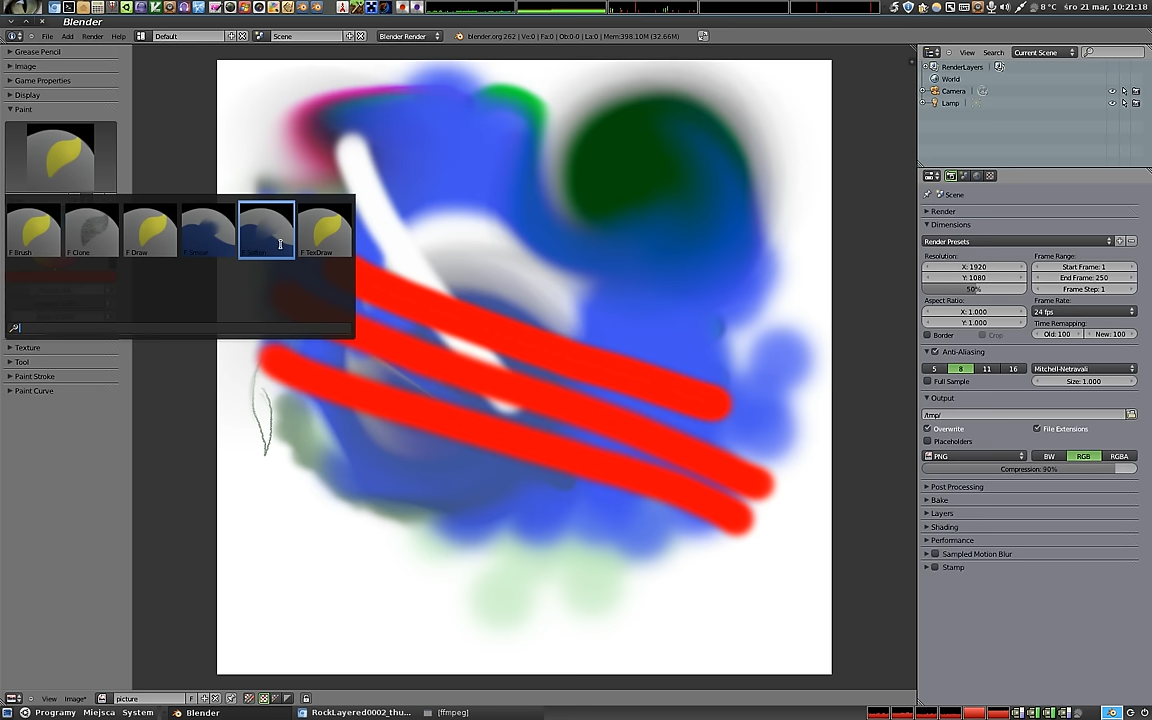 8 °C śro 21 mar, 10:21:18
Blender
File Add Render Help Default F Scene F Blender Render blender.org 262 | Ve:0 | Fa:0 | Ob:0-0 | La:0 | Mem:398.10M (32.66M)
Grease Pencil
Image
Game Properties
Display
Paint
F Brush F Clone F Draw F Smear F Soften F TexDraw
Texture
Tool
Paint Stroke
Paint Curve
View Image* picture F
View Search Current Scene
RenderLayers
World
Camera
Lamp
Scene
Render
Dimensions
Render Presets
Resolution: Frame Range:
X: 1920 Start Frame: 1
Y: 1080 End Frame: 250
50% Frame Step: 1
Aspect Ratio: Frame Rate:
X: 1.000 24 fps
Y: 1.000 Time Remapping:
Border Crop Old: 100 New: 100
Anti-Aliasing
5 8 11 16 Mitchell-Netravali
Full Sample Size: 1.000
Output
/tmp/
Overwrite File Extensions
Placeholders
PNG BW RGB RGBA
Compression: 90%
Post Processing
Bake
Layers
Shading
Performance
Sampled Motion Blur
Stamp
Programy Miejsca System Blender RockLayered0002_thu... [ffmpeg]